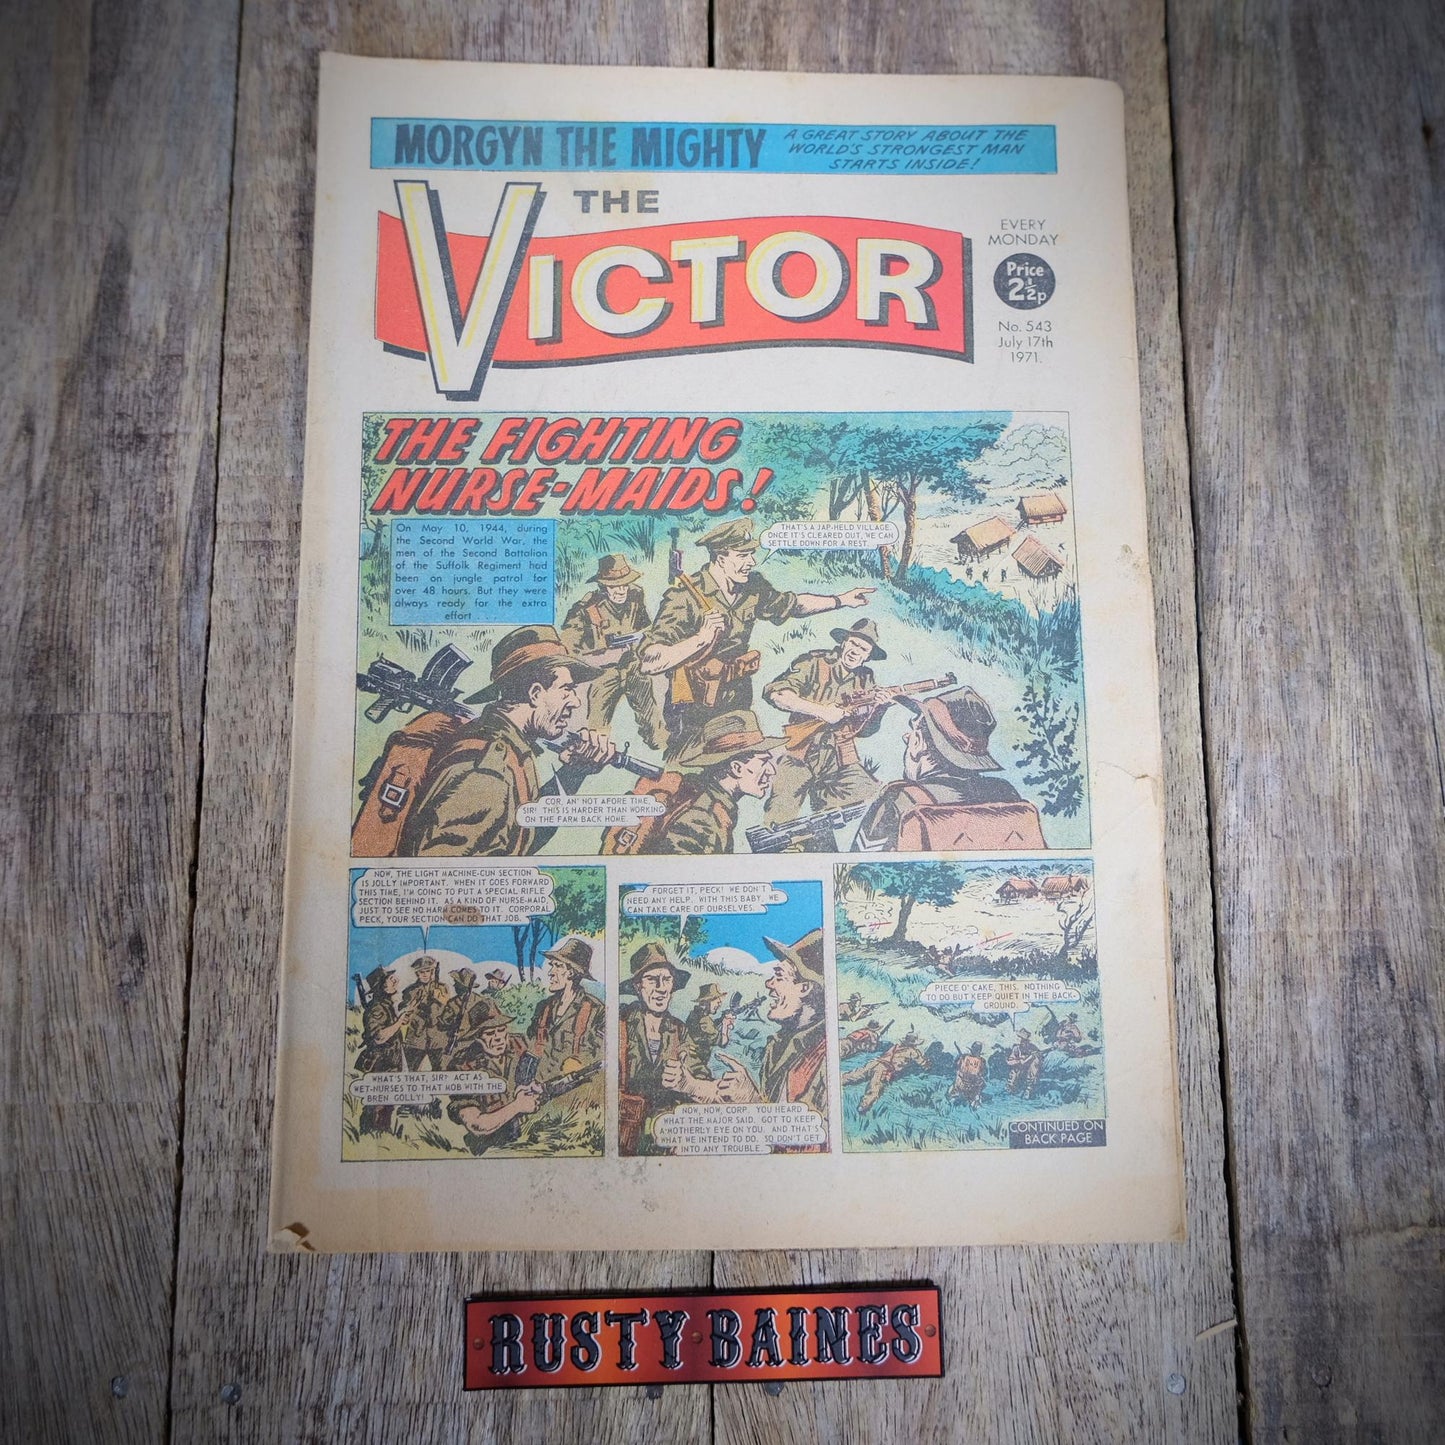 MORGYN THE MIGHTY
A GREAT STORY ABOUT THE
WORLD'S STRONGEST MAN
STARTS INSIDE!
THE
VICTOR
EVERY
MONDAY
Price
2½p
No. 543
July 17th
1971.
THE FIGHTING
NURSE-MAIDS!
On May 10, 1944, during
the Second World War, the
men of the Second Battalion
of the Suffolk Regiment had
been on jungle patrol for
over 48 hours. But they were
always ready for the extra
effort . . .
THAT'S A JAP-HELD VILLAGE.
ONCE IT'S CLEARED OUT, WE CAN
SETTLE DOWN FOR A REST.
COR, AN' NOT AFORE TIME,
SIR! THIS IS HARDER THAN WORKING
ON THE FARM BACK HOME.
NOW, THE LIGHT MACHINE-GUN SECTION
IS JOLLY IMPORTANT. WHEN IT GOES FORWARD
THIS TIME, I'M GOING TO PUT A SPECIAL RIFLE
SECTION BEHIND IT. AS A KIND OF NURSE-MAID,
JUST TO SEE NO HARM COMES TO IT. CORPORAL
PECK, YOUR SECTION CAN DO THAT JOB.
WHAT'S THAT, SIR? ACT AS
WET-NURSES TO THAT MOB WITH THE
BREN GOLLY!
FORGET IT, PECK! WE DON'T
NEED ANY HELP. WITH THIS BABY, WE
CAN TAKE CARE OF OURSELVES.
NOW, NOW, CORP. YOU HEARD
WHAT THE MAJOR SAID. GOT TO KEEP
A-MOTHERLY EYE ON YOU. AND THAT'S
WHAT WE INTEND TO DO. SO DON'T GET
INTO ANY TROUBLE.
PIECE O' CAKE, THIS. NOTHING
TO DO BUT KEEP QUIET IN THE BACK-
GROUND.
CONTINUED ON
BACK PAGE
RUSTY BAINES